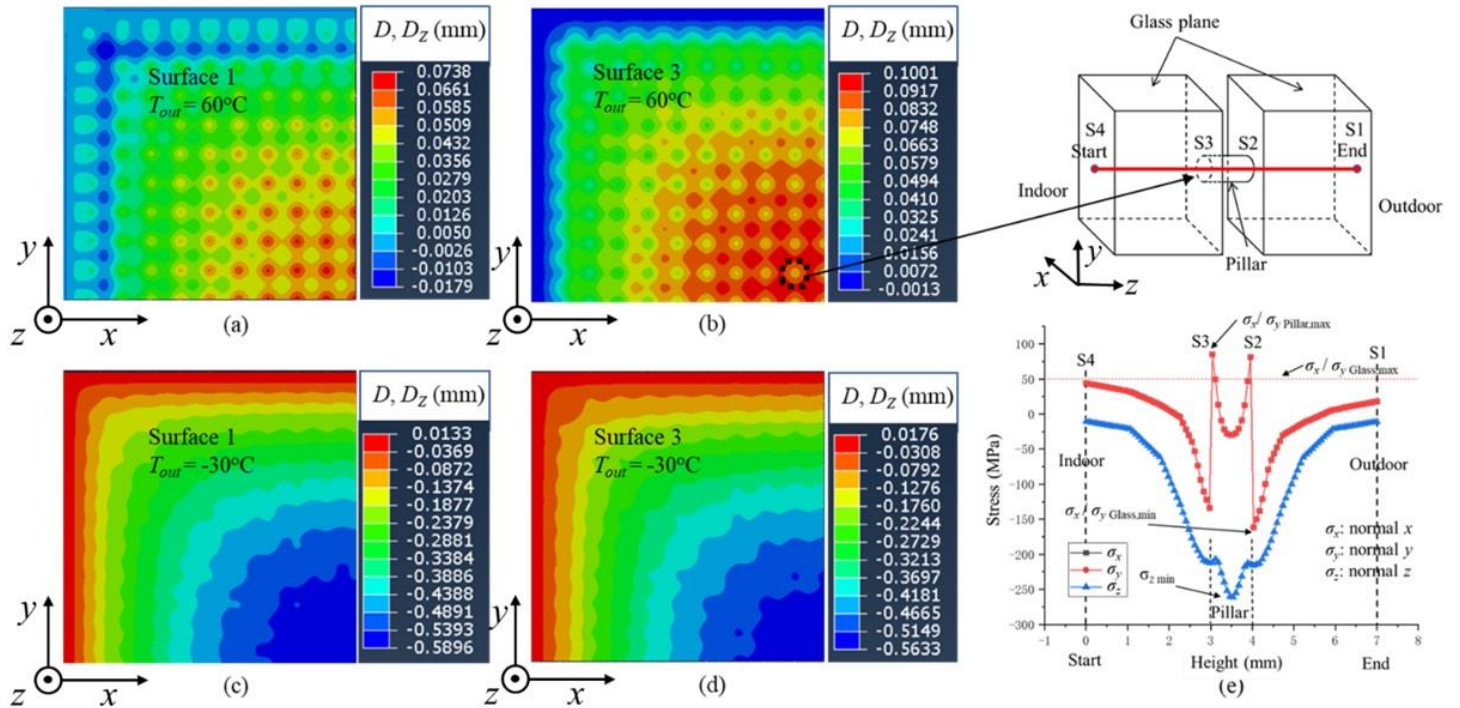 D, D_Z (mm)
Surface 1
T_out = 60°C
0.0738
0.0661
0.0585
0.0509
0.0432
0.0356
0.0279
0.0203
0.0126
0.0050
-0.0026
-0.0103
-0.0179
y
z
x
(a)
D, D_Z (mm)
Surface 3
T_out = 60°C
0.1001
0.0917
0.0832
0.0748
0.0663
0.0579
0.0494
0.0410
0.0325
0.0241
0.0156
0.0072
-0.0013
y
z
x
(b)
Glass plane
S4
Start
S3
S2
S1
End
Indoor
Outdoor
Pillar
y
x
z
D, D_Z (mm)
Surface 1
T_out = -30°C
0.0133
-0.0369
-0.0872
-0.1374
-0.1877
-0.2379
-0.2881
-0.3384
-0.3886
-0.4388
-0.4891
-0.5393
-0.5896
y
z
x
(c)
D, D_Z (mm)
Surface 3
T_out = -30°C
0.0176
-0.0308
-0.0792
-0.1276
-0.1760
-0.2244
-0.2729
-0.3213
-0.3697
-0.4181
-0.4665
-0.5149
-0.5633
y
z
x
(d)
σ_x / σ_y Pillar,max
S4
S3
S2
S1
σ_x / σ_y Glass,max
Indoor
Outdoor
σ_x / σ_y Glass,min
σ_x: normal x
σ_y: normal y
σ_z: normal z
σ_x
σ_y
σ_z
σ_z min
Pillar
Stress (MPa)
100
50
0
-50
-100
-150
-200
-250
-300
-1 0 1 2 3 4 5 6 7 8
Start
Height (mm)
End
(e)